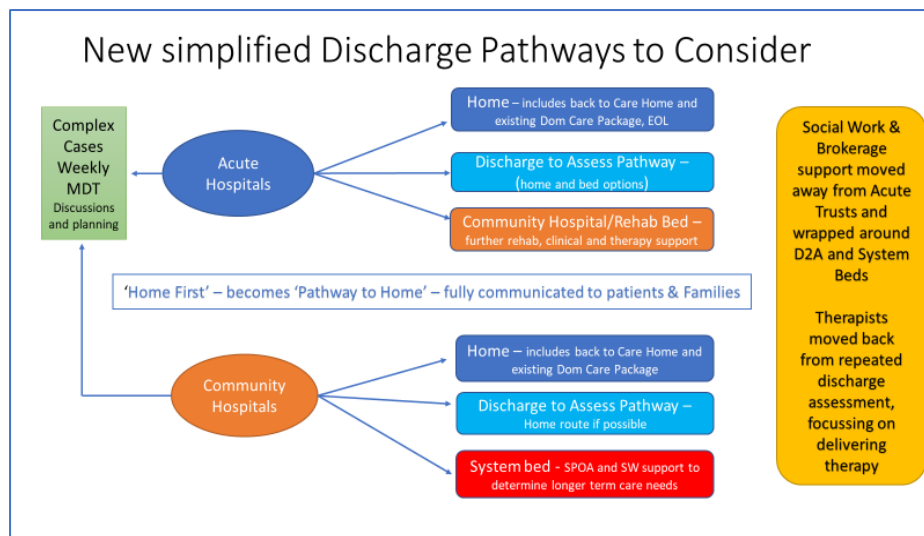 New simplified Discharge Pathways to Consider
Complex
Cases
Weekly
MDT
Discussions
and planning
Acute
Hospitals
Home – includes back to Care Home and
existing Dom Care Package, EOL
Discharge to Assess Pathway –
(home and bed options)
Community Hospital/Rehab Bed –
further rehab, clinical and therapy support
'Home First' – becomes 'Pathway to Home' – fully communicated to patients & Families
Community
Hospitals
Home – includes back to Care Home and
existing Dom Care Package
Discharge to Assess Pathway –
Home route if possible
System bed - SPOA and SW support to
determine longer term care needs
Social Work &
Brokerage
support moved
away from Acute
Trusts and
wrapped around
D2A and System
Beds
Therapists
moved back
from repeated
discharge
assessment,
focussing on
delivering
therapy